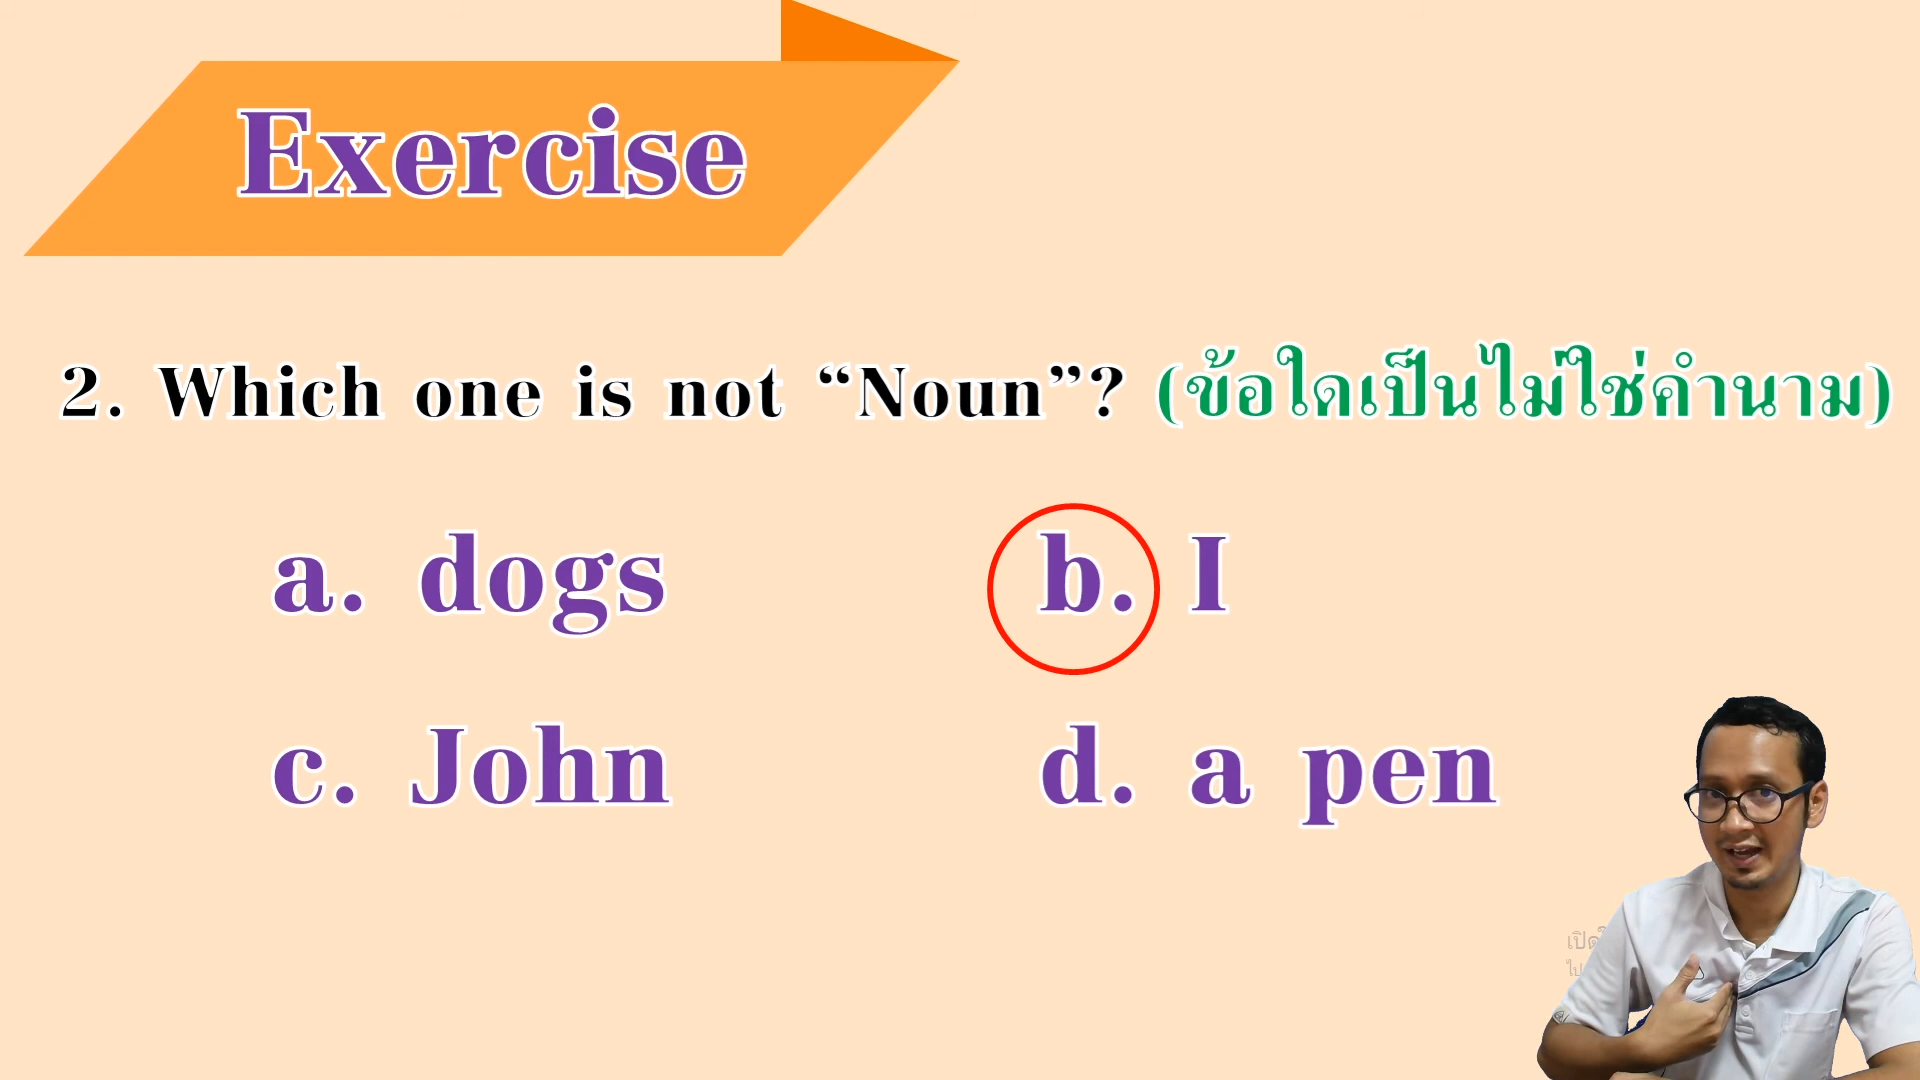 Exercise
2. Which one is not “Noun”? (ข้อใดเป็นไม่ใช่คำนาม)
a. dogs
b. I
c. John
d. a pen